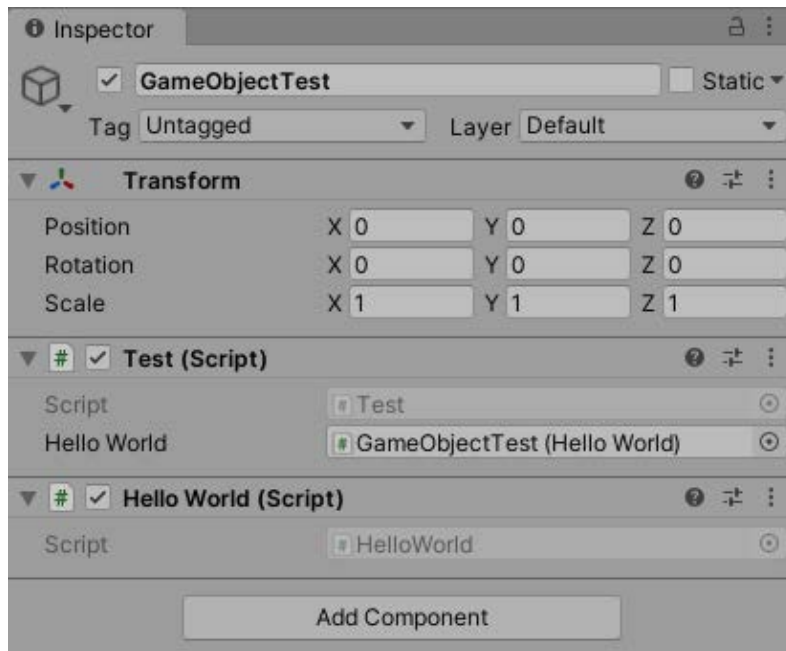 Inspector
GameObjectTest Static
Tag Untagged Layer Default
Transform
Position X 0 Y 0 Z 0
Rotation X 0 Y 0 Z 0
Scale X 1 Y 1 Z 1
# Test (Script)
Script # Test
Hello World # GameObjectTest (Hello World)
# Hello World (Script)
Script # HelloWorld
Add Component